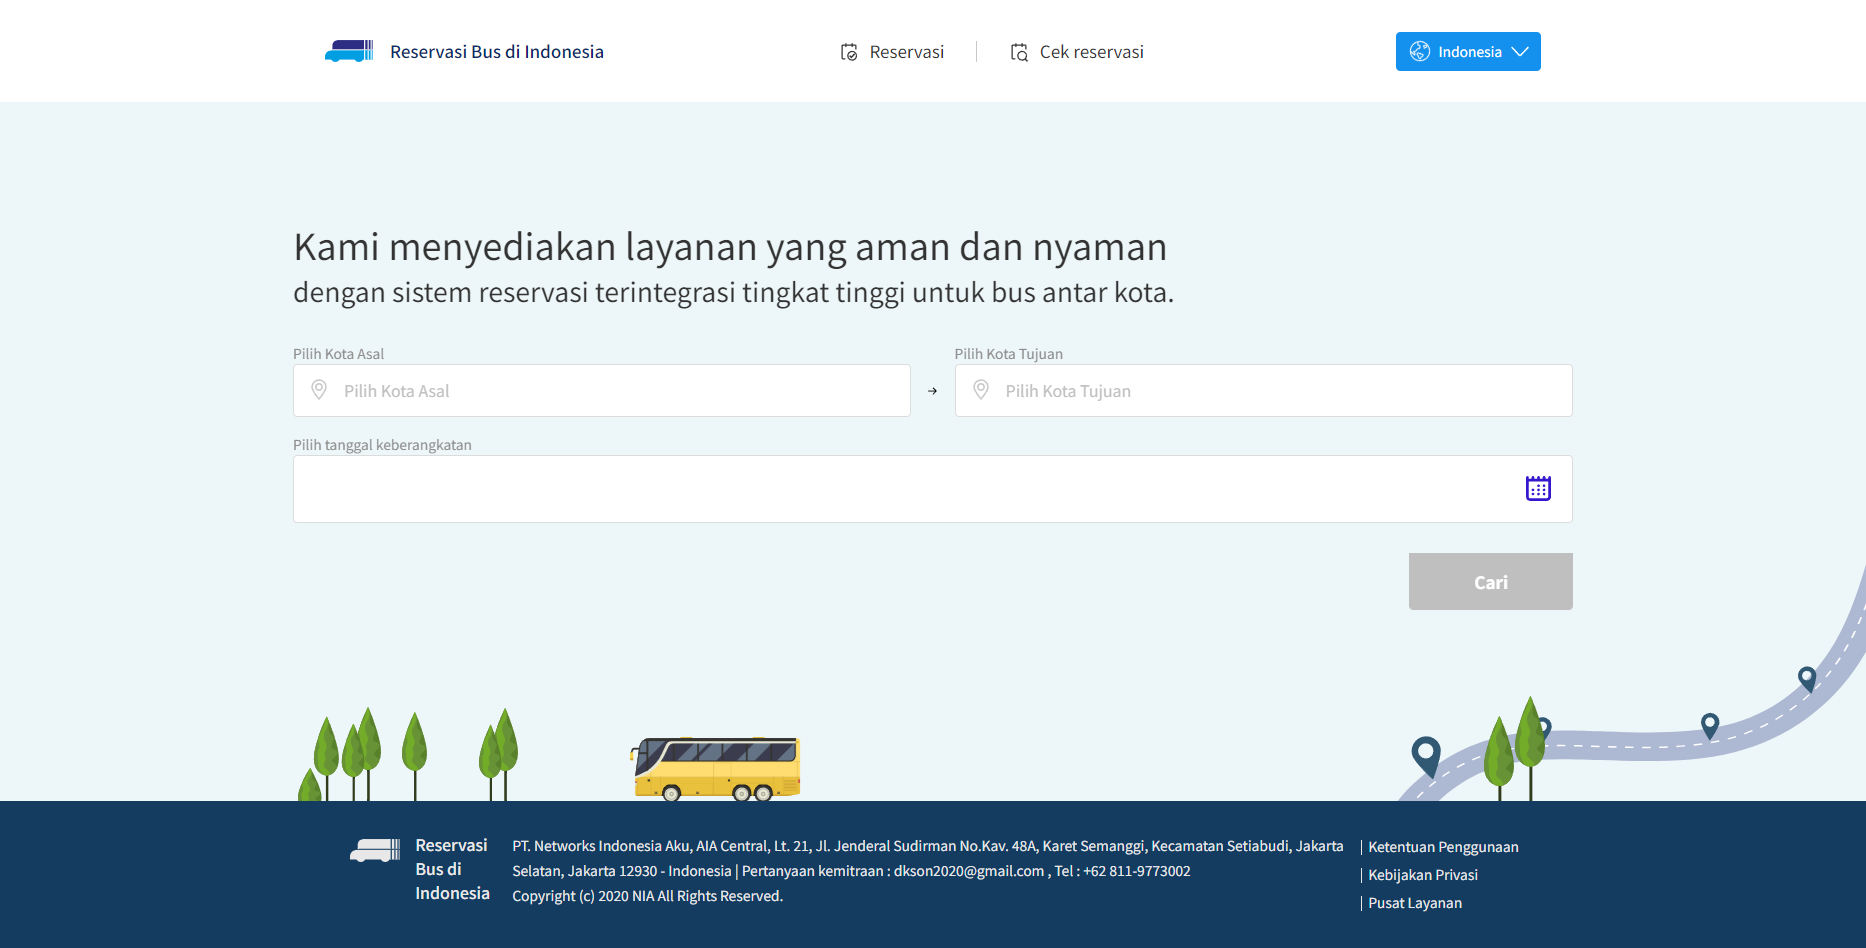 Reservasi Bus di Indonesia
Reservasi
Cek reservasi
Indonesia
Kami menyediakan layanan yang aman dan nyaman
dengan sistem reservasi terintegrasi tingkat tinggi untuk bus antar kota.
Pilih Kota Asal
Pilih Kota Asal
Pilih Kota Tujuan
Pilih Kota Tujuan
Pilih tanggal keberangkatan
Cari
Reservasi
Bus di
Indonesia
PT. Networks Indonesia Aku, AIA Central, Lt. 21, Jl. Jenderal Sudirman No.Kav. 48A, Karet Semanggi, Kecamatan Setiabudi, Jakarta
Selatan, Jakarta 12930 - Indonesia | Pertanyaan kemitraan : dkson2020@gmail.com , Tel : +62 811-9773002
Copyright (c) 2020 NIA All Rights Reserved.
| Ketentuan Penggunaan
| Kebijakan Privasi
| Pusat Layanan